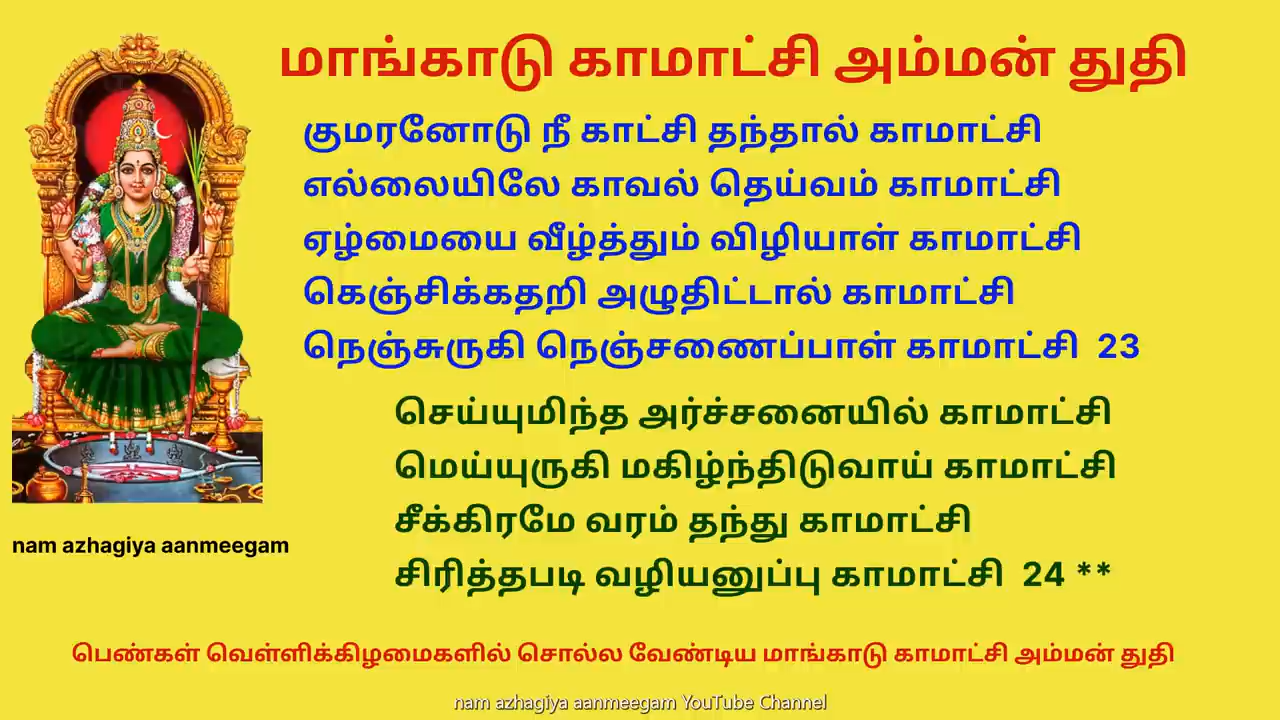 மாங்காடு காமாட்சி அம்மன் துதி
குமரனோடு நீ காட்சி தந்தால் காமாட்சி
எல்லையிலே காவல் தெய்வம் காமாட்சி
ஏழ்மையை வீழ்த்தும் விழியாள் காமாட்சி
கெஞ்சிக்கதறி அழுதிட்டால் காமாட்சி
நெஞ்சுருகி நெஞ்சணைப்பாள் காமாட்சி 23
செய்யுமிந்த அர்ச்சனையில் காமாட்சி
மெய்யுருகி மகிழ்ந்திடுவாய் காமாட்சி
சீக்கிரமே வரம் தந்து காமாட்சி
சிரித்தபடி வழியனுப்பு காமாட்சி 24 **
nam azhagiya aanmeegam
பெண்கள் வெள்ளிக்கிழமைகளில் சொல்ல வேண்டிய மாங்காடு காமாட்சி அம்மன் துதி
nam azhagiya aanmeegam YouTube Channel